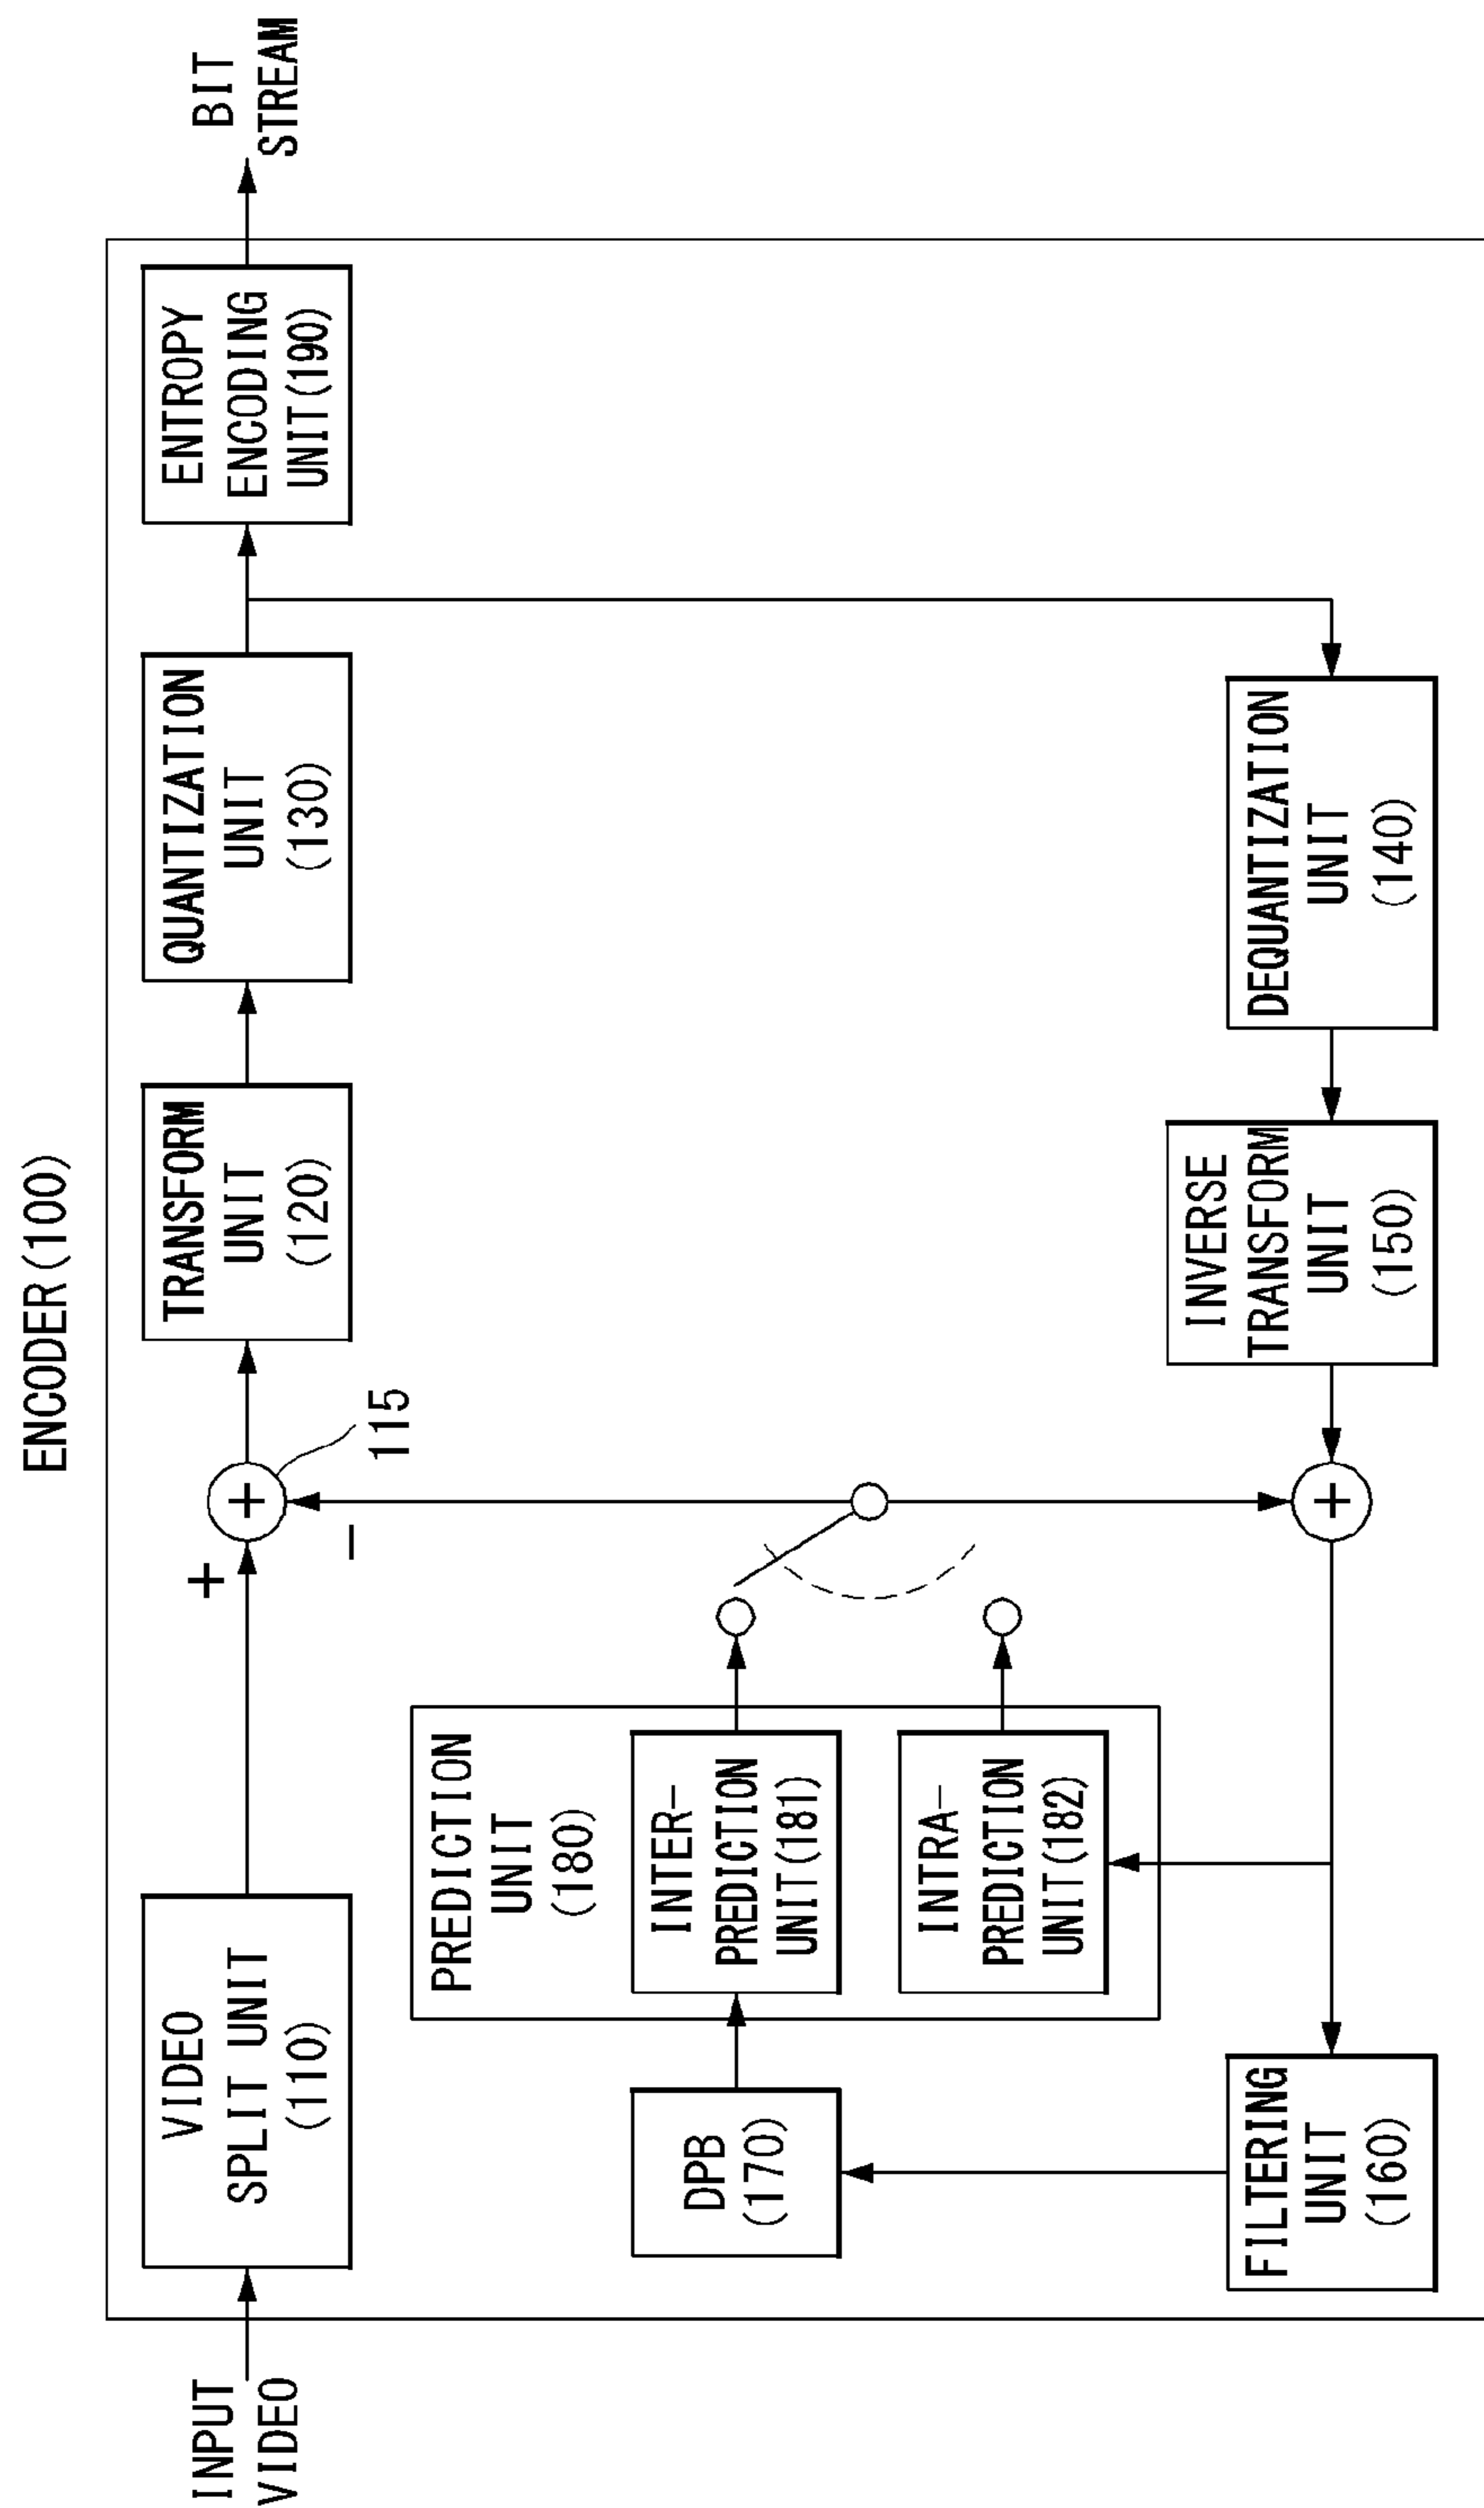 ENCODER(100)
INPUT
VIDEO
VIDEO
SPLIT UNIT
(110)
+
−
+
115
TRANSFORM
UNIT
(120)
QUANTIZATION
UNIT
(130)
ENTROPY
ENCODING
UNIT(190)
BIT
STREAM
PREDICTION
UNIT
(180)
INTER-
PREDICTION
UNIT(181)
INTRA-
PREDICTION
UNIT(182)
DPB
(170)
FILTERING
UNIT
(160)
+
INVERSE
TRANSFORM
UNIT
(150)
DEQUANTIZATION
UNIT
(140)